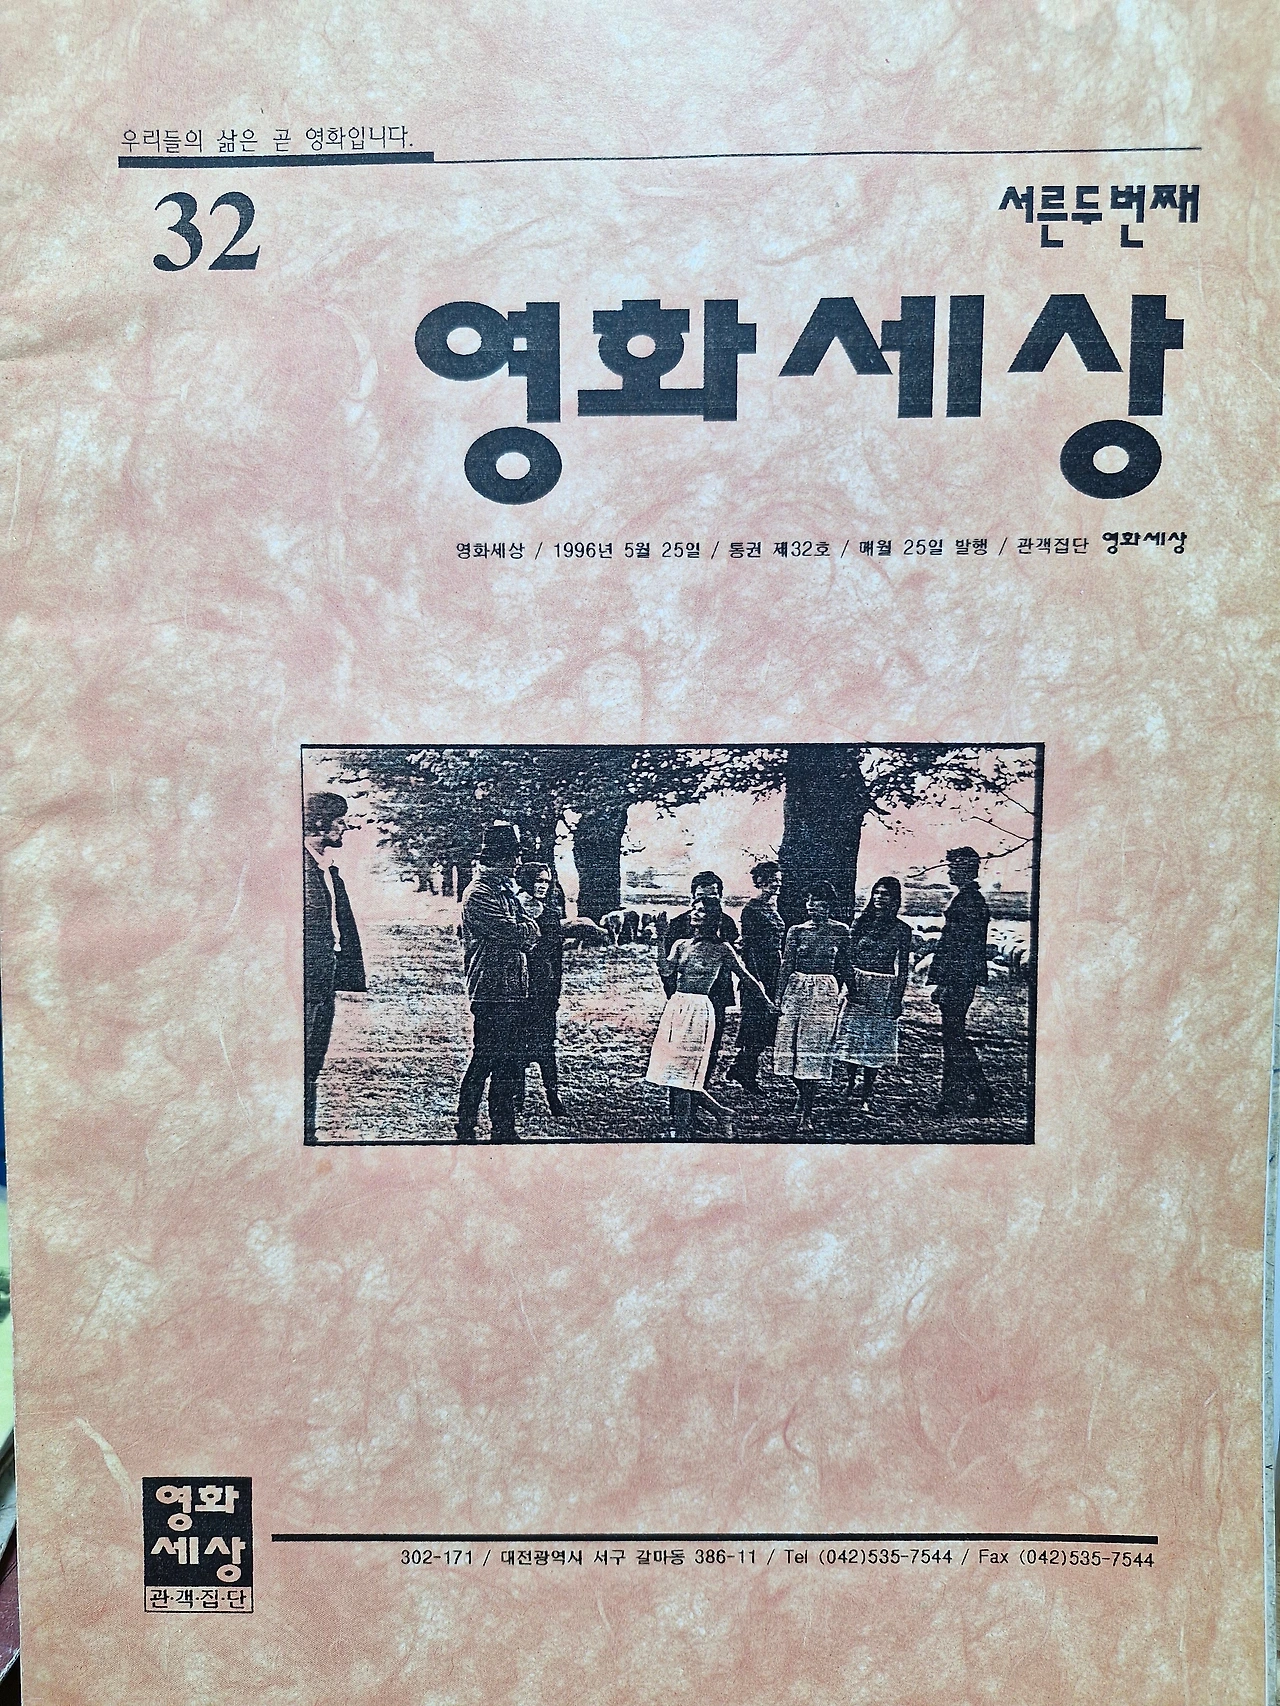 우리들의 삶은 곧 영화입니다.
32
서른두번째
영화세상
영화세상 / 1996년 5월 25일 / 통권 제32호 / 매월 25일 발행 / 관객집단 영화세상
영화
세상
관·객·집·단
302-171 / 대전광역시 서구 갈마동 386-11 / Tel (042)535-7544 / Fax (042)535-7544